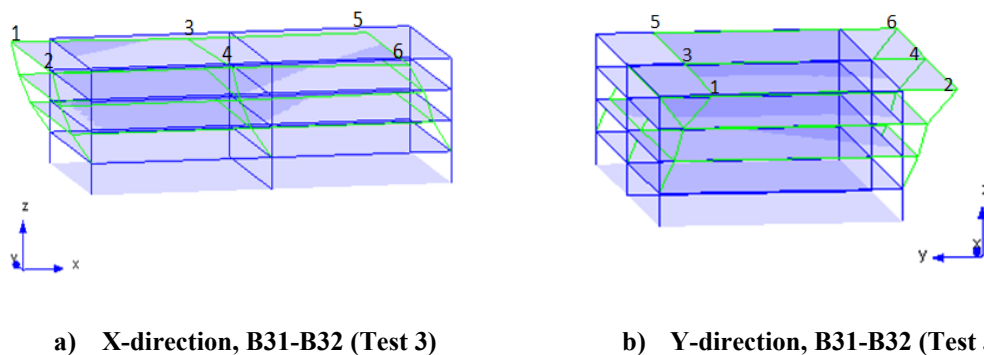 1 3 5
2 4 6
z
y x
a) X-direction, B31-B32 (Test 3)
5 6
3 4
1 2
z
y x
b) Y-direction, B31-B32 (Test